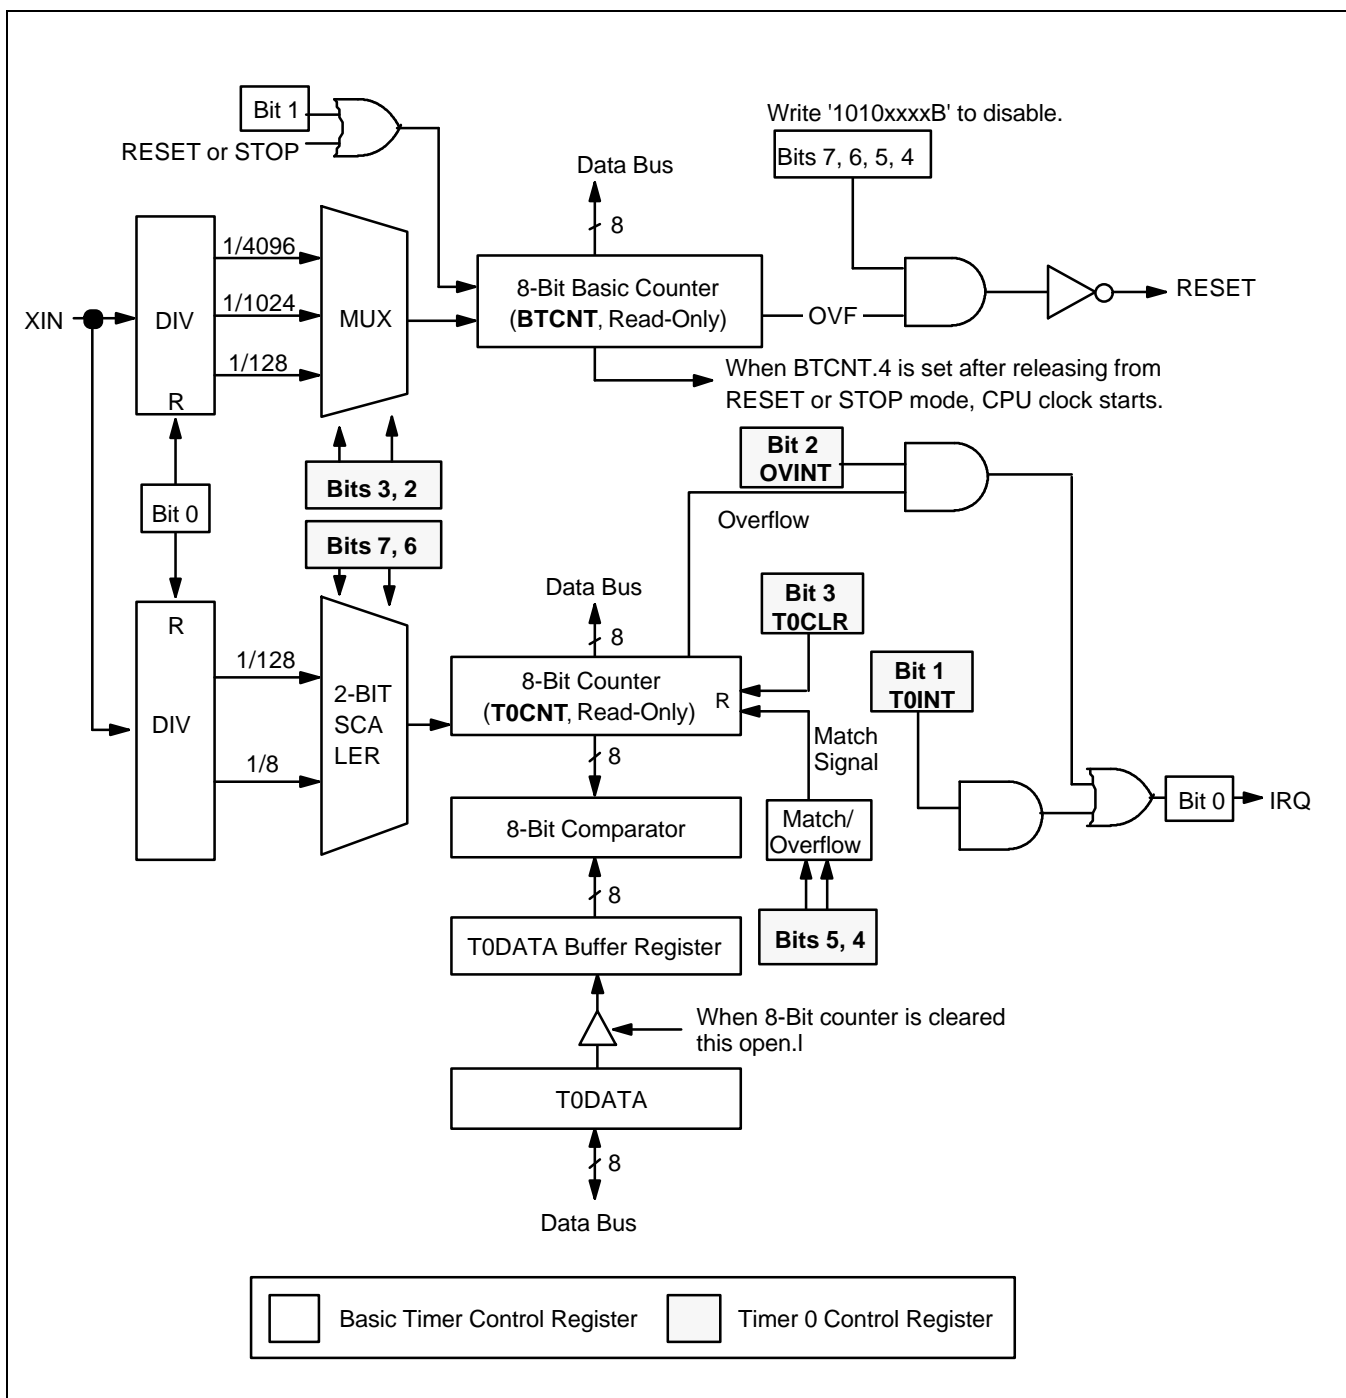 Bit 1
RESET or STOP
Write '1010xxxxB' to disable.
Bits 7, 6, 5, 4
Data Bus
8
XIN
DIV
R
1/4096
1/1024
1/128
MUX
8-Bit Basic Counter
(BTCNT, Read-Only)
OVF
RESET
When BTCNT.4 is set after releasing from
RESET or STOP mode, CPU clock starts.
Bits 3, 2
Bit 0
Bits 7, 6
Bit 2
OVINT
Overflow
R
DIV
1/128
1/8
2-BIT
SCA
LER
Data Bus
8
8-Bit Counter
(T0CNT, Read-Only)
R
Bit 3
T0CLR
Bit 1
T0INT
Match
Signal
8
8-Bit Comparator
Match/
Overflow
Bit 0
IRQ
8
Bits 5, 4
T0DATA Buffer Register
When 8-Bit counter is cleared
this open.l
T0DATA
8
Data Bus
Basic Timer Control Register
Timer 0 Control Register